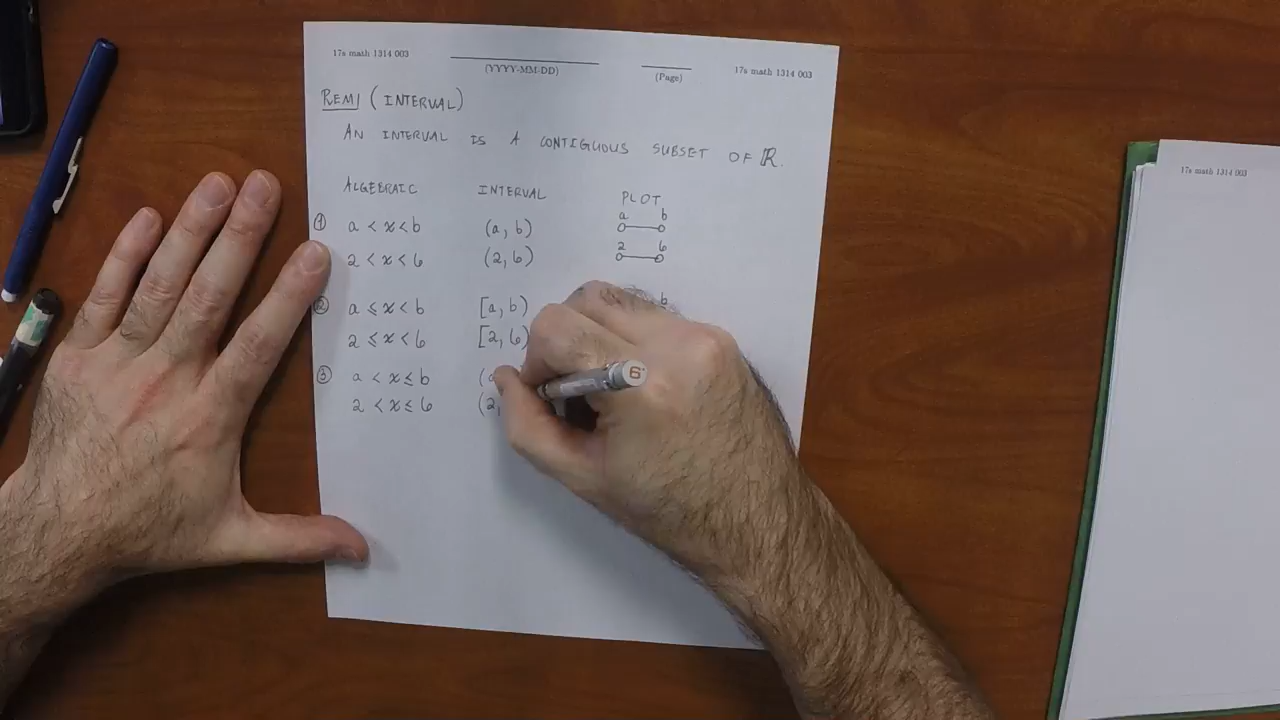 17s math 1314 003 (YYYY-MM-DD) (Page) 17s math 1314 003
REM| (INTERVAL)
AN INTERVAL IS A CONTIGUOUS SUBSET OF ℝ.
ALGEBRAIC INTERVAL PLOT
a b
① a < x < b (a, b)
2 6
2 < x < 6 (2, 6)
② a ≤ x < b [a, b) b
2 ≤ x < 6 [2, 6)
③ a < x ≤ b (a
2 < x ≤ 6 (2,
17s math 1314 003